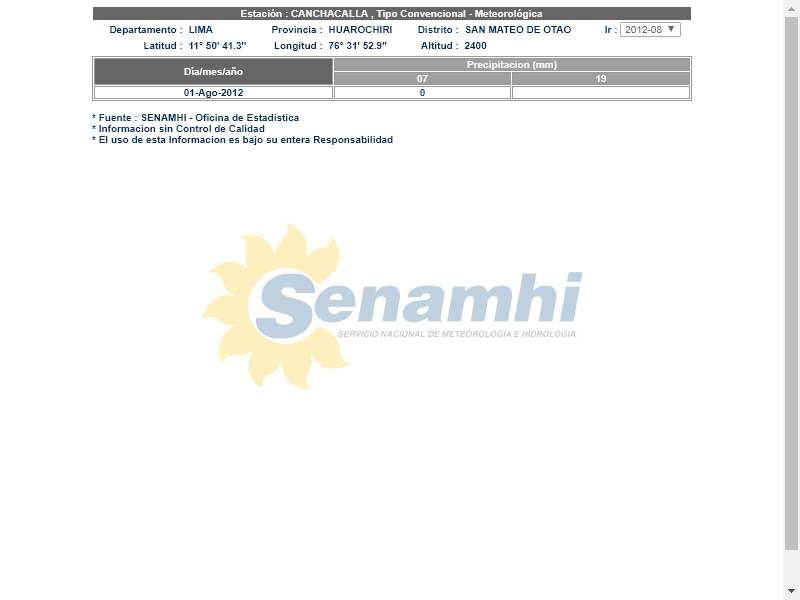 Estación : CANCHACALLA , Tipo Convencional - Meteorológica
Departamento : LIMA Provincia : HUAROCHIRI Distrito : SAN MATEO DE OTAO Ir : 2012-08
Latitud : 11° 50' 41.3" Longitud : 76° 31' 52.9" Altitud : 2400
Día/mes/año Precipitacion (mm)
07 19
01-Ago-2012 0
* Fuente : SENAMHI - Oficina de Estadistica
* Informacion sin Control de Calidad
* El uso de esta Informacion es bajo su entera Responsabilidad
Senamhi
SERVICIO NACIONAL DE METEOROLOGIA E HIDROLOGIA